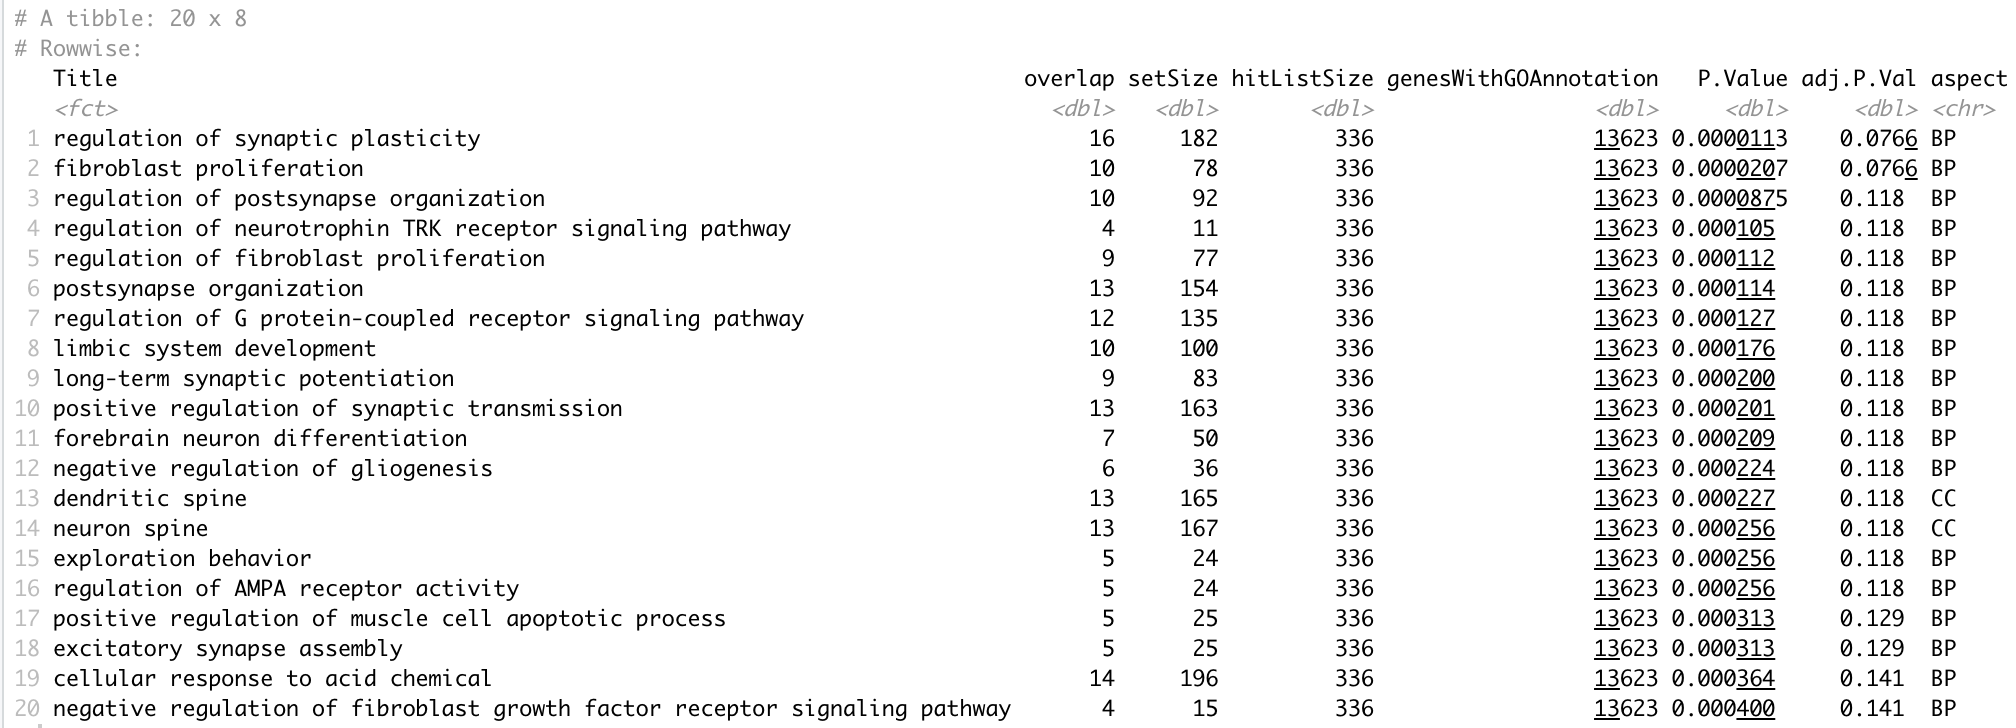 # A tibble: 20 x 8
# Rowwise:
Title overlap setSize hitListSize genesWithGOAnnotation P.Value adj.P.Val aspect
<fct> <dbl> <dbl> <dbl> <dbl> <dbl> <dbl> <chr>
1 regulation of synaptic plasticity 16 182 336 13623 0.0000113 0.0766 BP
2 fibroblast proliferation 10 78 336 13623 0.0000207 0.0766 BP
3 regulation of postsynapse organization 10 92 336 13623 0.0000875 0.118 BP
4 regulation of neurotrophin TRK receptor signaling pathway 4 11 336 13623 0.000105 0.118 BP
5 regulation of fibroblast proliferation 9 77 336 13623 0.000112 0.118 BP
6 postsynapse organization 13 154 336 13623 0.000114 0.118 BP
7 regulation of G protein-coupled receptor signaling pathway 12 135 336 13623 0.000127 0.118 BP
8 limbic system development 10 100 336 13623 0.000176 0.118 BP
9 long-term synaptic potentiation 9 83 336 13623 0.000200 0.118 BP
10 positive regulation of synaptic transmission 13 163 336 13623 0.000201 0.118 BP
11 forebrain neuron differentiation 7 50 336 13623 0.000209 0.118 BP
12 negative regulation of gliogenesis 6 36 336 13623 0.000224 0.118 BP
13 dendritic spine 13 165 336 13623 0.000227 0.118 CC
14 neuron spine 13 167 336 13623 0.000256 0.118 CC
15 exploration behavior 5 24 336 13623 0.000256 0.118 BP
16 regulation of AMPA receptor activity 5 24 336 13623 0.000256 0.118 BP
17 positive regulation of muscle cell apoptotic process 5 25 336 13623 0.000313 0.129 BP
18 excitatory synapse assembly 5 25 336 13623 0.000313 0.129 BP
19 cellular response to acid chemical 14 196 336 13623 0.000364 0.141 BP
20 negative regulation of fibroblast growth factor receptor signaling pathway 4 15 336 13623 0.000400 0.141 BP